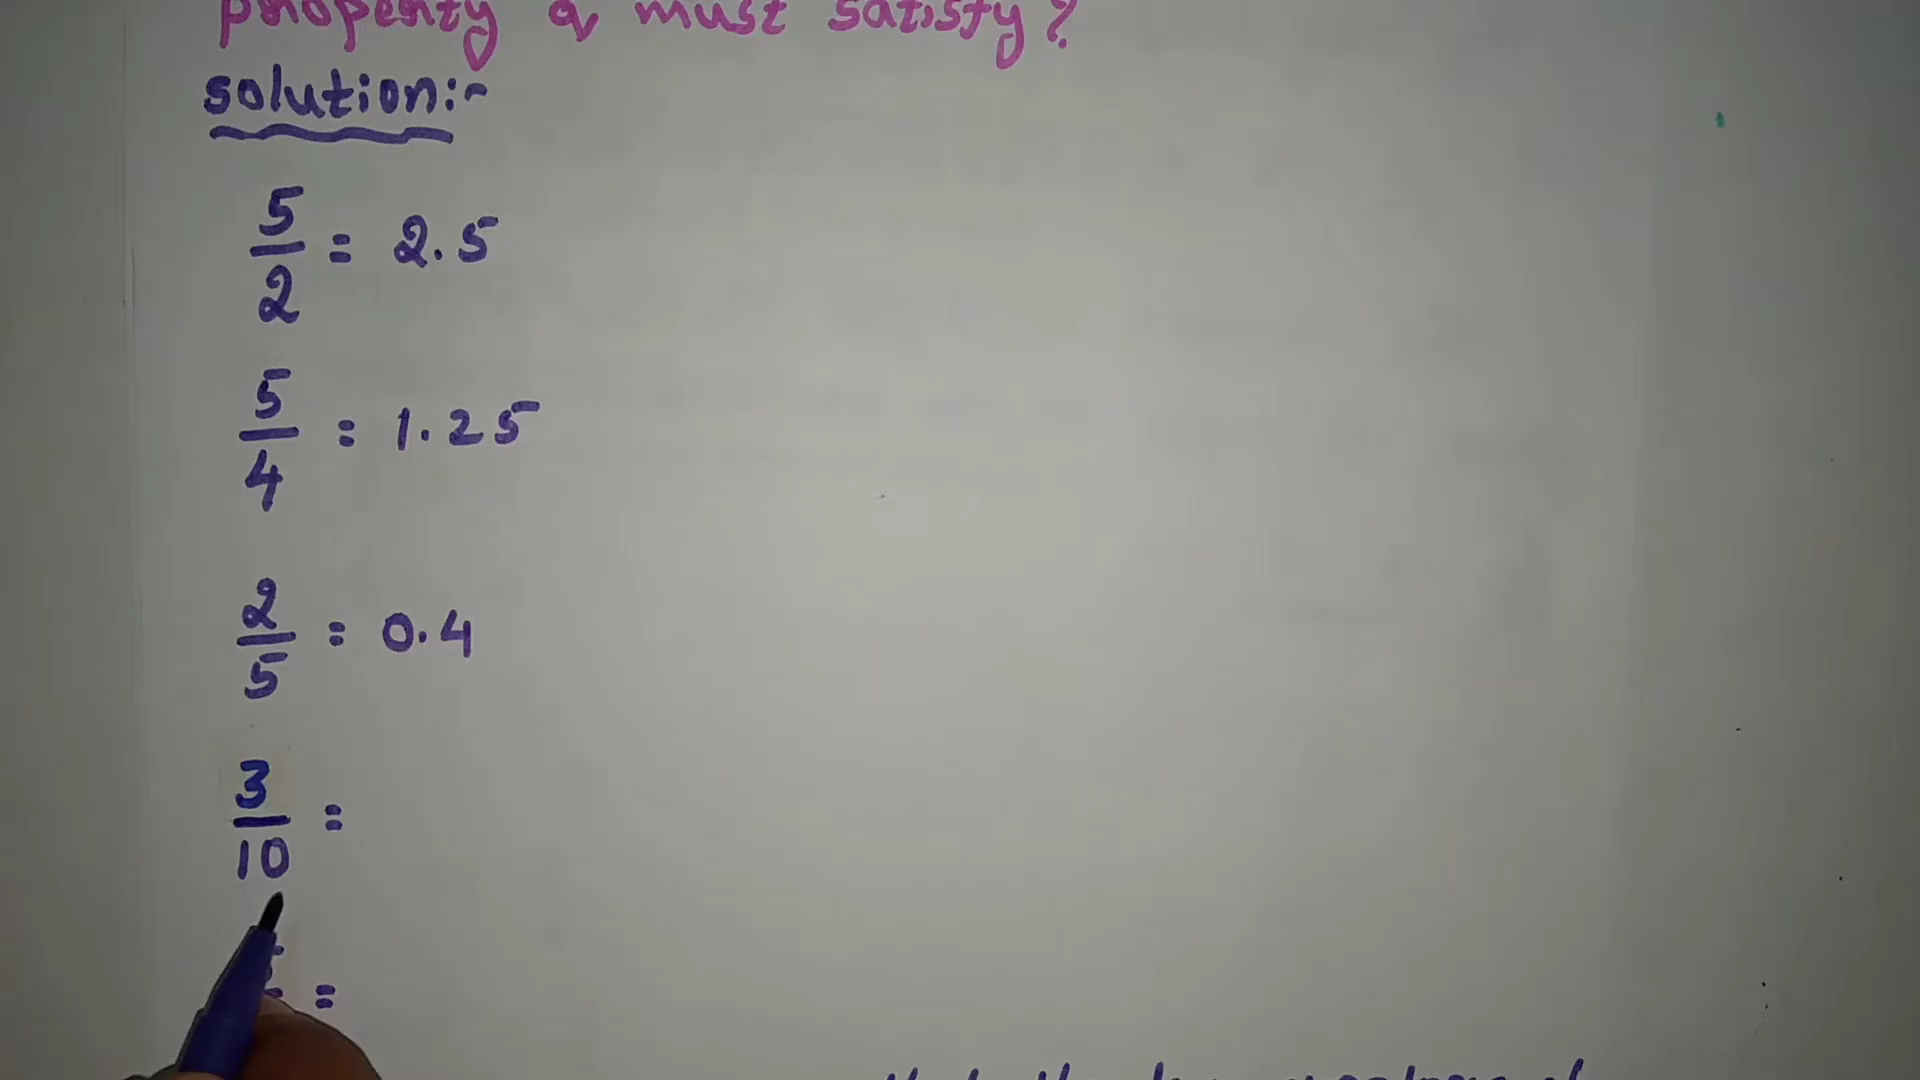 property q must satisfy?
solution:-
5/2 = 2.5
5/4 = 1.25
2/5 = 0.4
3/10 =
=